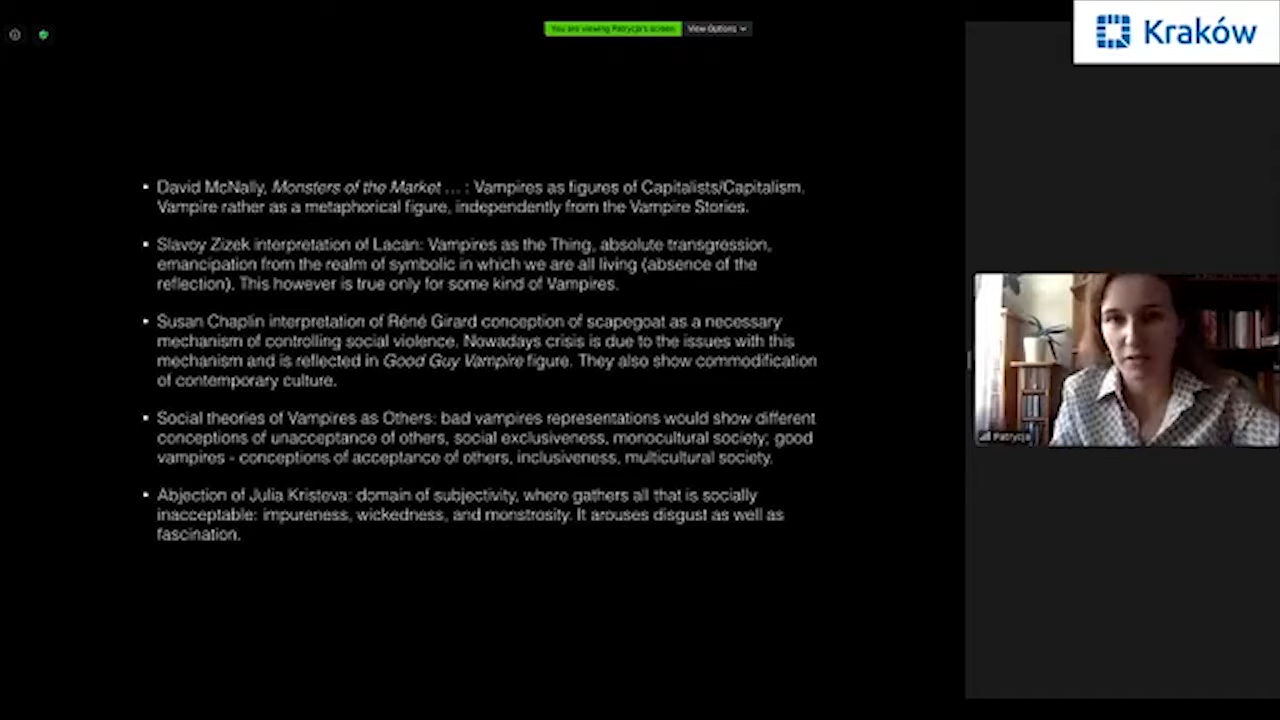 You are viewing Patrycja's screen
View Options
Kraków
• David McNally, Monsters of the Market ... : Vampires as figures of Capitalists/Capitalism.
Vampire rather as a metaphorical figure, independently from the Vampire Stories.
• Slavoy Zizek interpretation of Lacan: Vampires as the Thing, absolute transgression,
emancipation from the realm of symbolic in which we are all living (absence of the
reflection). This however is true only for some kind of Vampires.
• Susan Chaplin interpretation of Réné Girard conception of scapegoat as a necessary
mechanism of controlling social violence. Nowadays crisis is due to the issues with this
mechanism and is reflected in Good Guy Vampire figure. They also show commodification
of contemporary culture.
• Social theories of Vampires as Others: bad vampires representations would show different
conceptions of unacceptance of others, social exclusiveness, monocultural society; good
vampires - conceptions of acceptance of others, inclusiveness, multicultural society.
• Abjection of Julia Kristeva: domain of subjectivity, where gathers all that is socially
inacceptable: impureness, wickedness, and monstrosity. It arouses disgust as well as
fascination.
Patrycja